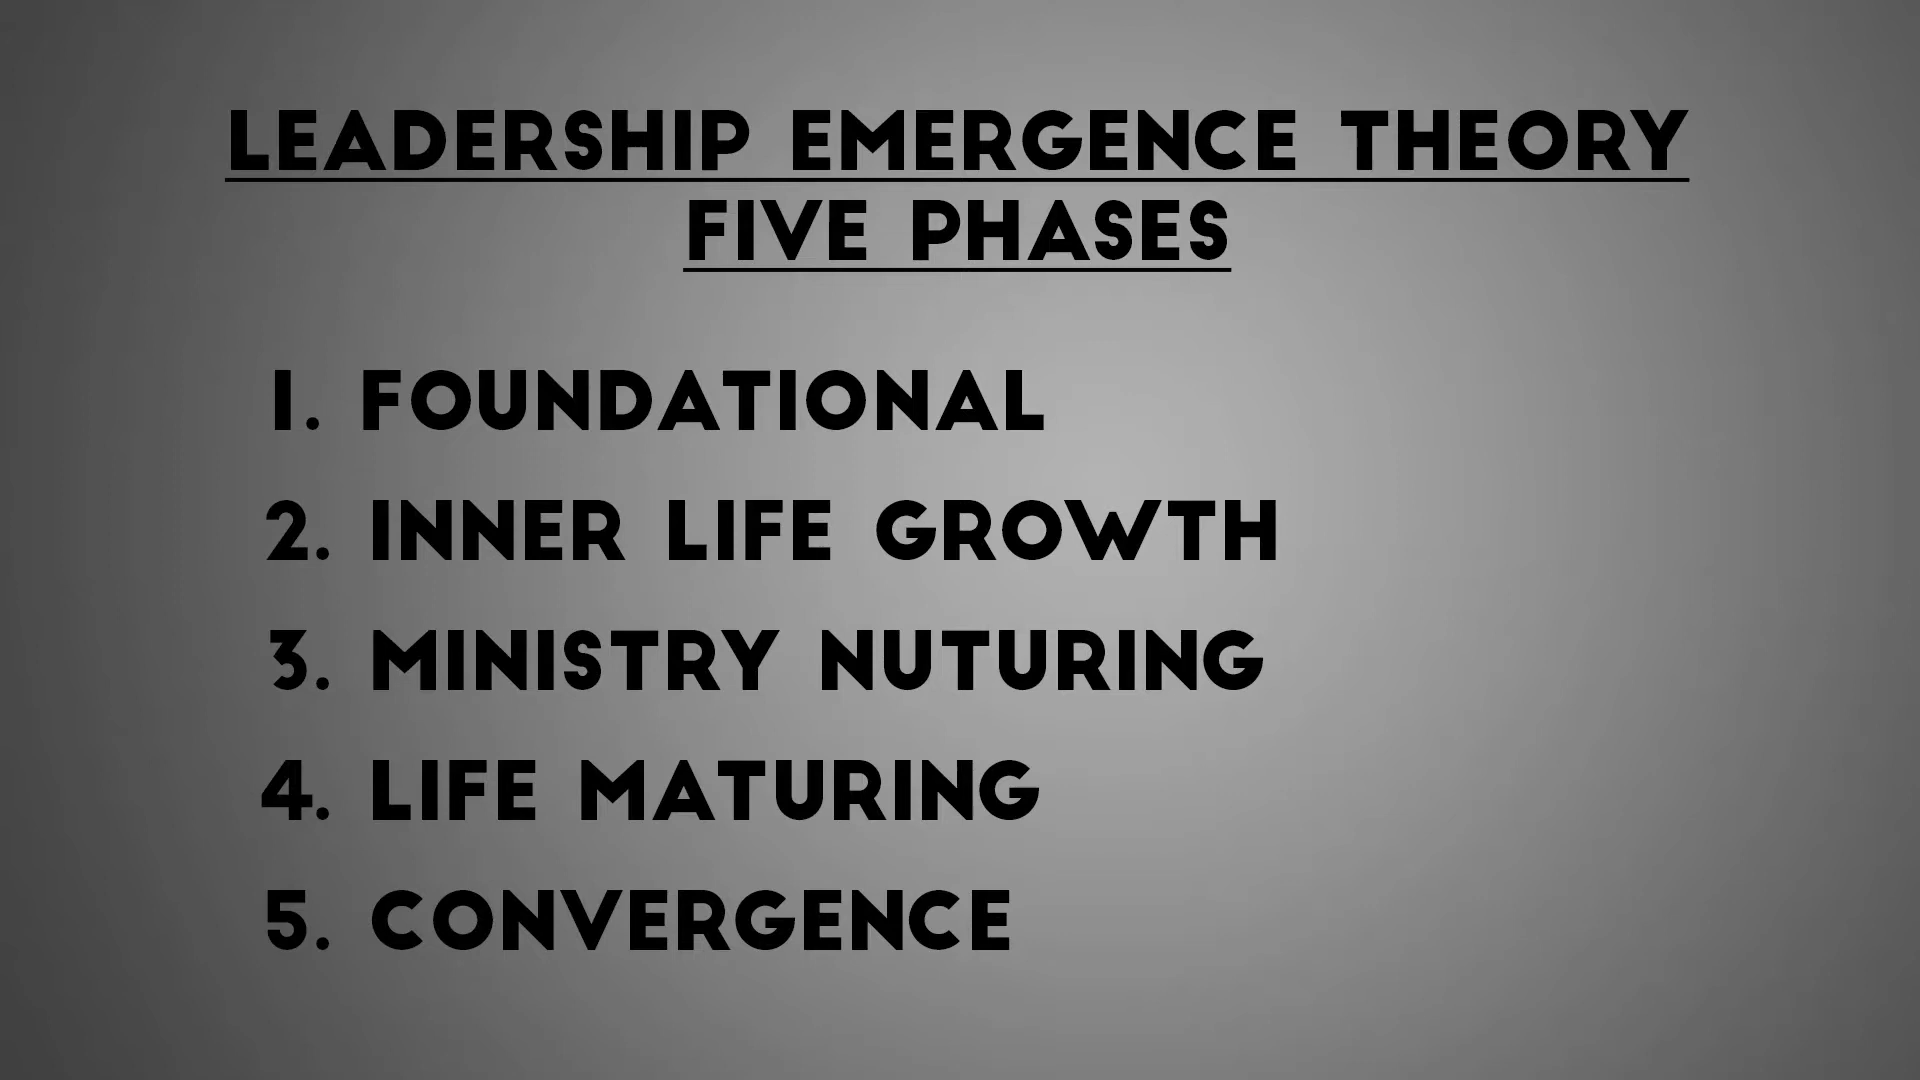 LEADERSHIP EMERGENCE THEORY
FIVE PHASES
1. FOUNDATIONAL
2. INNER LIFE GROWTH
3. MINISTRY NUTURING
4. LIFE MATURING
5. CONVERGENCE